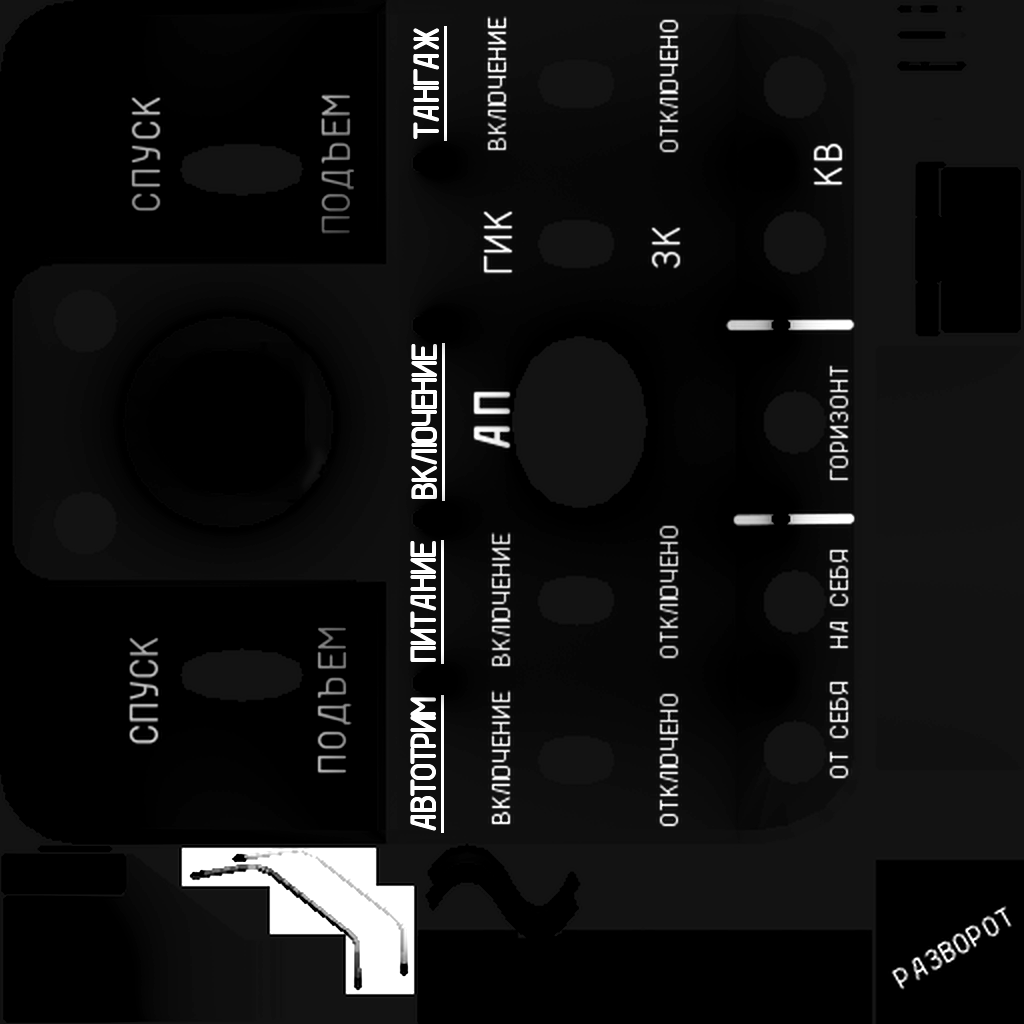 СПУСК
СПУСК
ПОДЪЕМ
ПОДЪЕМ
АВТОТРИМ
ПИТАНИЕ
ВКЛЮЧЕНИЕ
ТАНГАЖ
ВКЛЮЧЕНИЕ
ВКЛЮЧЕНИЕ
АП
ГИК
ВКЛЮЧЕНИЕ
ОТКЛЮЧЕНО
ОТКЛЮЧЕНО
ЗК
ОТКЛЮЧЕНО
ОТ СЕБЯ
НА СЕБЯ
ГОРИЗОНТ
КВ
РАЗВОРОТ